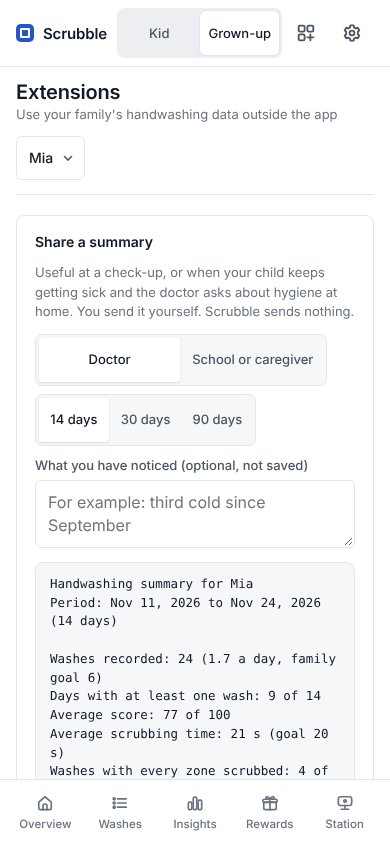 Scrubble
Kid
Grown-up
Extensions
Use your family's handwashing data outside the app
Mia
Share a summary
Useful at a check-up, or when your child keeps
getting sick and the doctor asks about hygiene at
home. You send it yourself. Scrubble sends nothing.
Doctor
School or caregiver
14 days
30 days
90 days
What you have noticed (optional, not saved)
For example: third cold since
September
Handwashing summary for Mia
Period: Nov 11, 2026 to Nov 24, 2026
(14 days)
Washes recorded: 24 (1.7 a day, family
goal 6)
Days with at least one wash: 9 of 14
Average score: 77 of 100
Average scrubbing time: 21 s (goal 20
s)
Washes with every zone scrubbed: 4 of
Overview
Washes
Insights
Rewards
Station